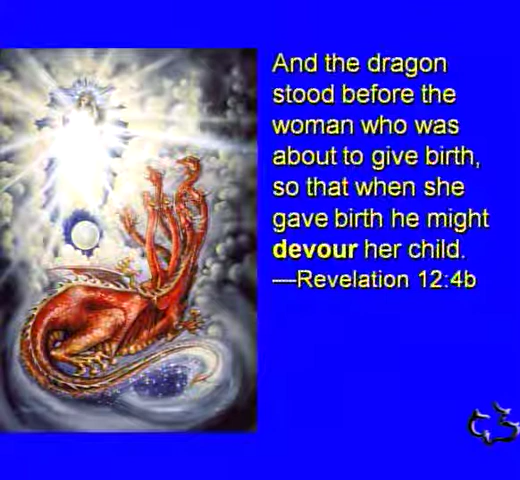 And the dragon
stood before the
woman who was
about to give birth,
so that when she
gave birth he might
devour her child.
—Revelation 12:4b